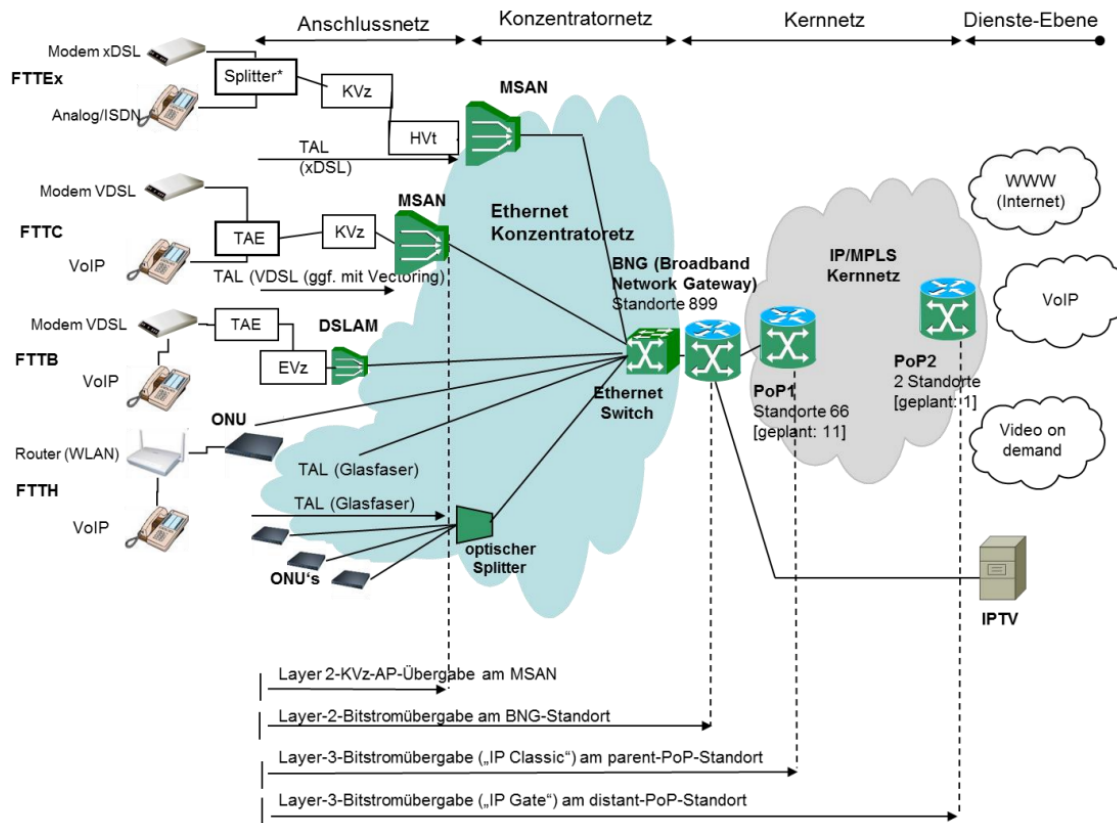 Anschlussnetz
Konzentratornetz
Kernnetz
Dienste-Ebene
Modem xDSL
FTTEx
Analog/ISDN
Splitter*
KVz
HVt
TAL
(xDSL)
MSAN
Modem VDSL
FTTC
VoIP
TAE
KVz
MSAN
TAL (VDSL (ggf. mit Vectoring)
Ethernet
Konzentratoretz
Modem VDSL
FTTB
VoIP
TAE
EVz
DSLAM
BNG (Broadband
Network Gateway)
Standorte 899
IP/MPLS
Kernnetz
WWW
(Internet)
VoIP
Video on
demand
Ethernet
Switch
PoP1
Standorte 66
[geplant: 11]
PoP2
2 Standorte
[geplant: 1]
ONU
Router (WLAN)
FTTH
VoIP
TAL (Glasfaser)
TAL (Glasfaser)
ONU's
optischer
Splitter
IPTV
Layer 2-KVz-AP-Übergabe am MSAN
Layer-2-Bitstromübergabe am BNG-Standort
Layer-3-Bitstromübergabe („IP Classic“) am parent-PoP-Standort
Layer-3-Bitstromübergabe („IP Gate“) am distant-PoP-Standort